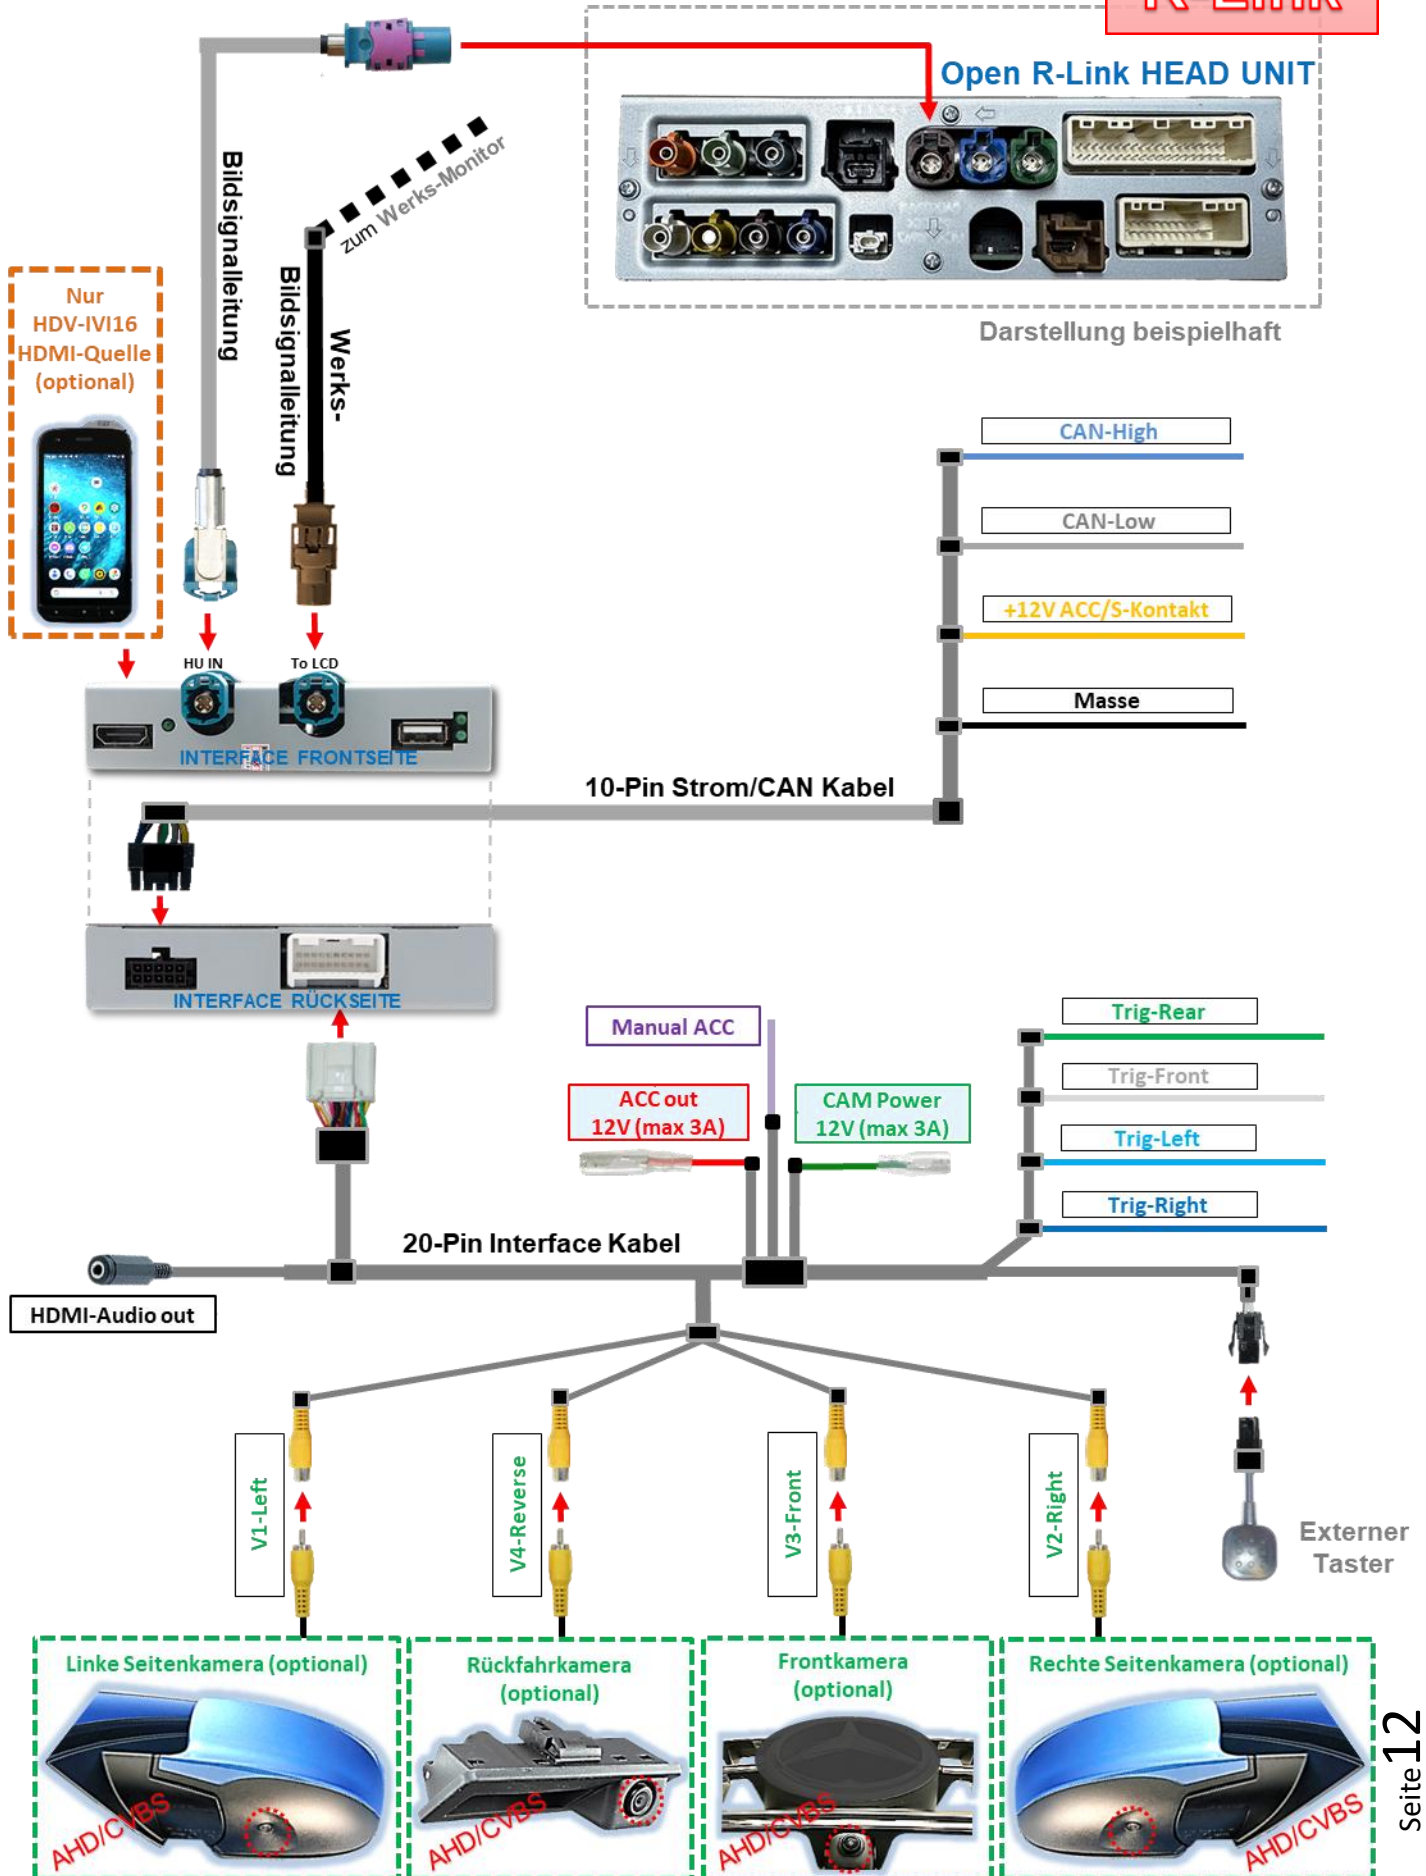 R-Link
Open R-Link HEAD UNIT
Darstellung beispielhaft
Bildsignalleitung
zum Werks-Monitor
Werks-
Bildsignalleitung
Nur
HDV-IVI16
HDMI-Quelle
(optional)
HU IN
To LCD
INTERFACE FRONTSEITE
CAN-High
CAN-Low
+12V ACC/S-Kontakt
Masse
10-Pin Strom/CAN Kabel
INTERFACE RÜCKSEITE
Manual ACC
ACC out
12V (max 3A)
CAM Power
12V (max 3A)
Trig-Rear
Trig-Front
Trig-Left
Trig-Right
20-Pin Interface Kabel
HDMI-Audio out
V1-Left
V4-Reverse
V3-Front
V2-Right
Externer
Taster
Linke Seitenkamera (optional)
AHD/CVBS
Rückfahrkamera
(optional)
AHD/CVBS
Frontkamera
(optional)
AHD/CVBS
Rechte Seitenkamera (optional)
AHD/CVBS
Seite 12